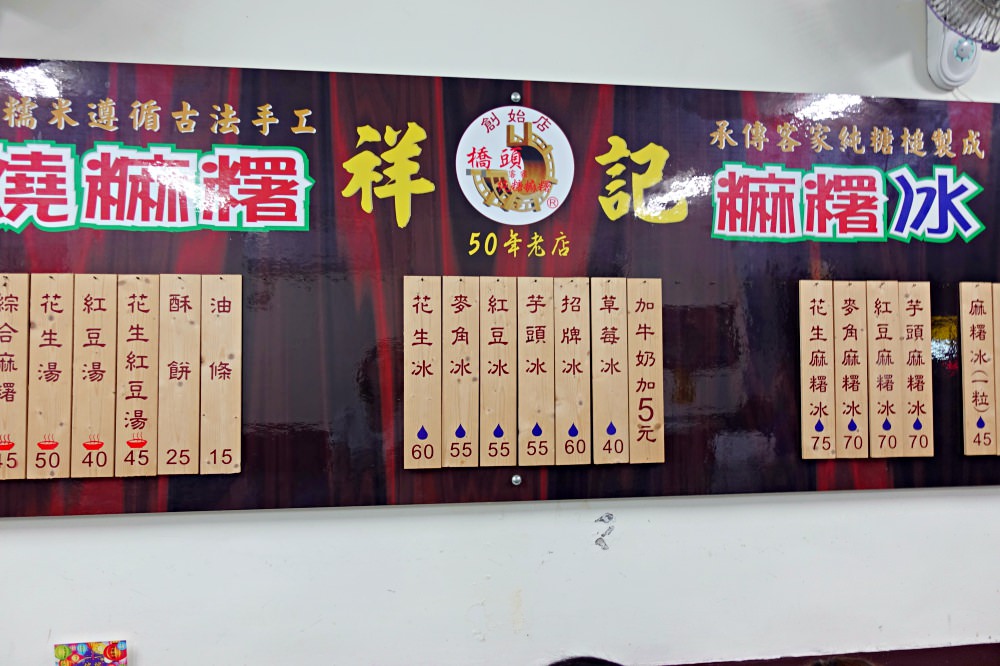 糯米遵循古法手工
燒麻糬
綜合麻糬 45
花生湯 50
紅豆湯 40
花生紅豆湯 45
酥餅 25
油條 15
祥記
創始店
橋頭
®
50年老店
花生冰 60
麥角冰 55
紅豆冰 55
芋頭冰 55
招牌冰 60
草莓冰 40
加牛奶加5元
承傳客家純糖槌製成
麻糬冰
花生麻糬冰 75
麥角麻糬冰 70
紅豆麻糬冰 70
芋頭麻糬冰 70
麻糬冰(一粒) 45